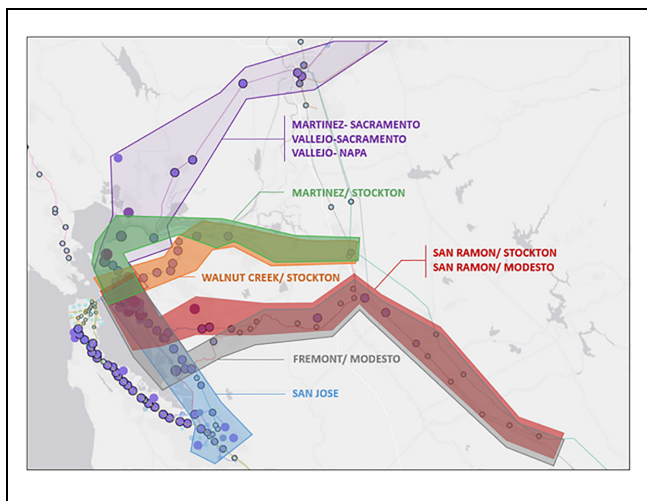 MARTINEZ- SACRAMENTO
VALLEJO-SACRAMENTO
VALLEJO- NAPA
MARTINEZ/ STOCKTON
SAN RAMON/ STOCKTON
SAN RAMON/ MODESTO
WALNUT CREEK/ STOCKTON
FREMONT/ MODESTO
SAN JOSE